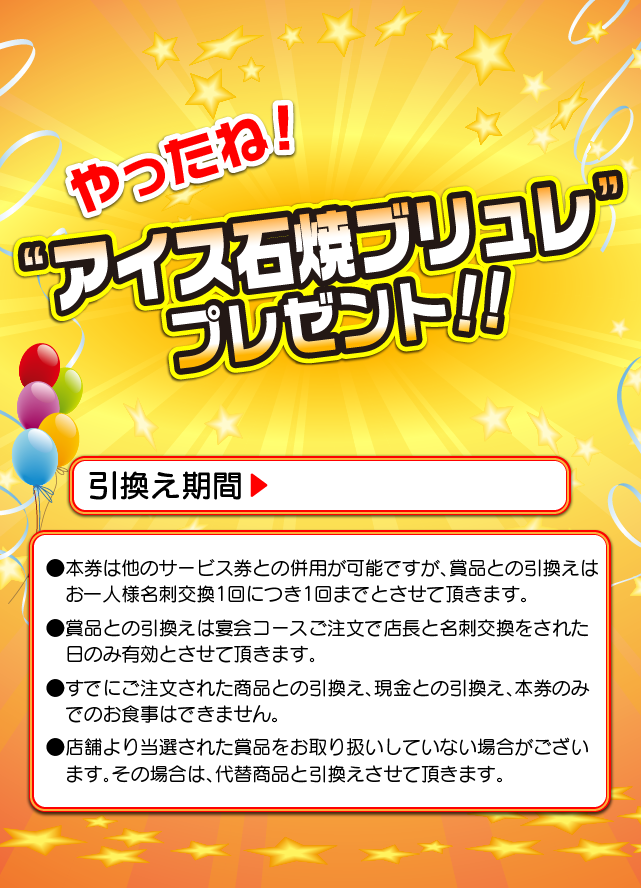 やったね！
“アイス石焼ブリュレ”
プレゼント!!
引換え期間▶
●本券は他のサービス券との併用が可能ですが、賞品との引換えは
お一人様名刺交換1回につき1回までとさせて頂きます。
●賞品との引換えは宴会コースご注文で店長と名刺交換をされた
日のみ有効とさせて頂きます。
●すでにご注文された商品との引換え、現金との引換え、本券のみ
でのお食事はできません。
●店舗より当選された賞品をお取り扱いしていない場合がござい
ます。その場合は、代替商品と引換えさせて頂きます。